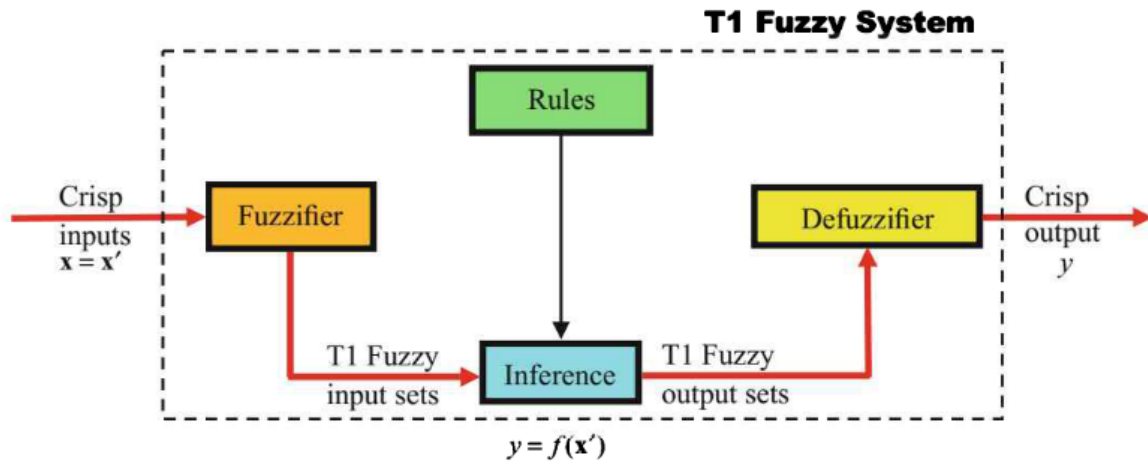 T1 Fuzzy System
Rules
Crisp
inputs
x = x′
Fuzzifier
Defuzzifier
Crisp
output
y
T1 Fuzzy
input sets
Inference
T1 Fuzzy
output sets
y = f(x′)